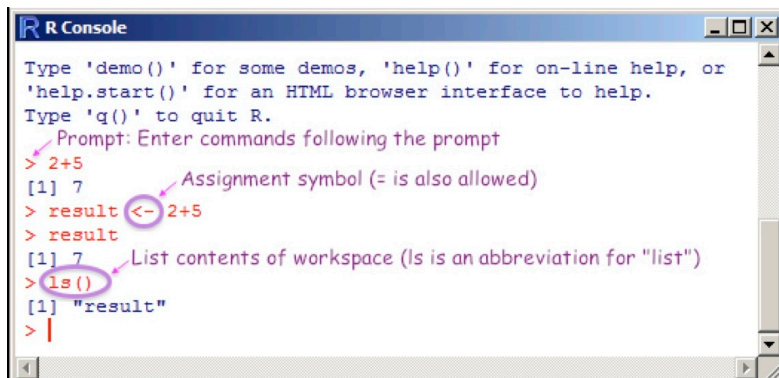 R R Console
Type 'demo()' for some demos, 'help()' for on-line help, or
'help.start()' for an HTML browser interface to help.
Type 'q()' to quit R.
Prompt: Enter commands following the prompt
> 2+5
[1] 7
Assignment symbol (= is also allowed)
> result <- 2+5
> result
[1] 7
List contents of workspace (ls is an abbreviation for "list")
> ls()
[1] "result"
>